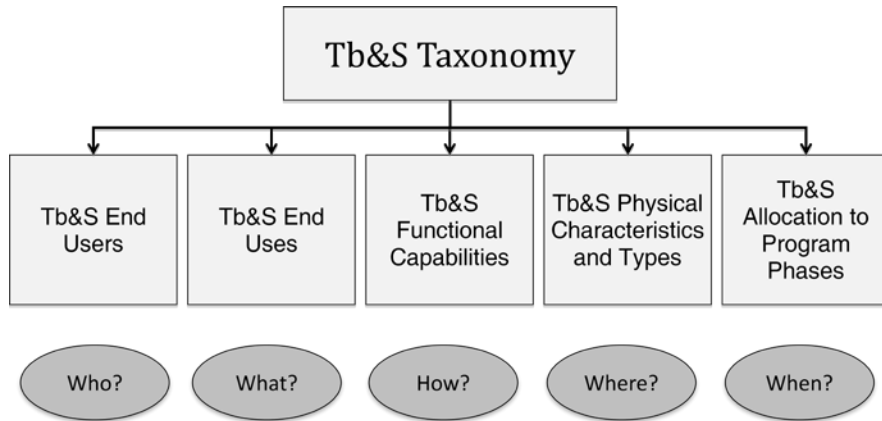 Tb&S Taxonomy
Tb&S End
Users
Tb&S End
Uses
Tb&S
Functional
Capabilities
Tb&S Physical
Characteristics
and Types
Tb&S
Allocation to
Program
Phases
Who?
What?
How?
Where?
When?